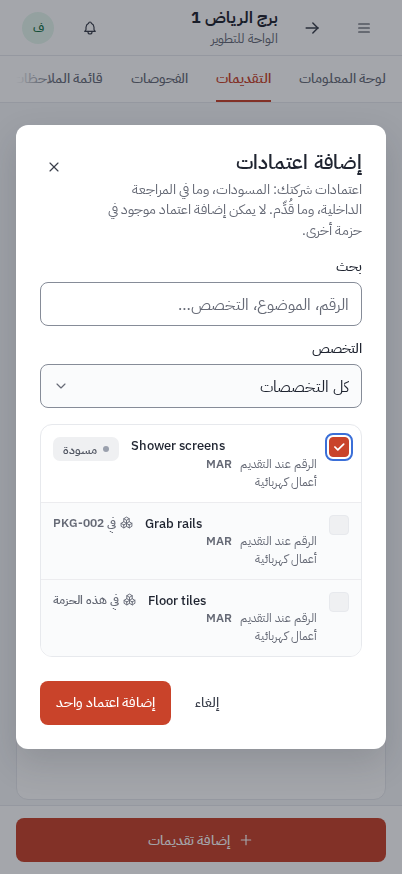 برج الرياض 1
الواحة للتطوير
ف
لوحة المعلومات
التقديمات
الفحوصات
قائمة الملاحظات
إضافة اعتمادات
اعتمادات شركتك: المسودات، وما في المراجعة
الداخلية، وما قُدِّم. لا يمكن إضافة اعتماد موجود في
حزمة أخرى.
بحث
الرقم، الموضوع، التخصص...
التخصص
كل التخصصات
Shower screens
مسودة
الرقم عند التقديم MAR
أعمال كهربائية
Grab rails
في PKG-002
الرقم عند التقديم MAR
أعمال كهربائية
Floor tiles
في هذه الحزمة
الرقم عند التقديم MAR
أعمال كهربائية
إلغاء
إضافة اعتماد واحد
إضافة تقديمات